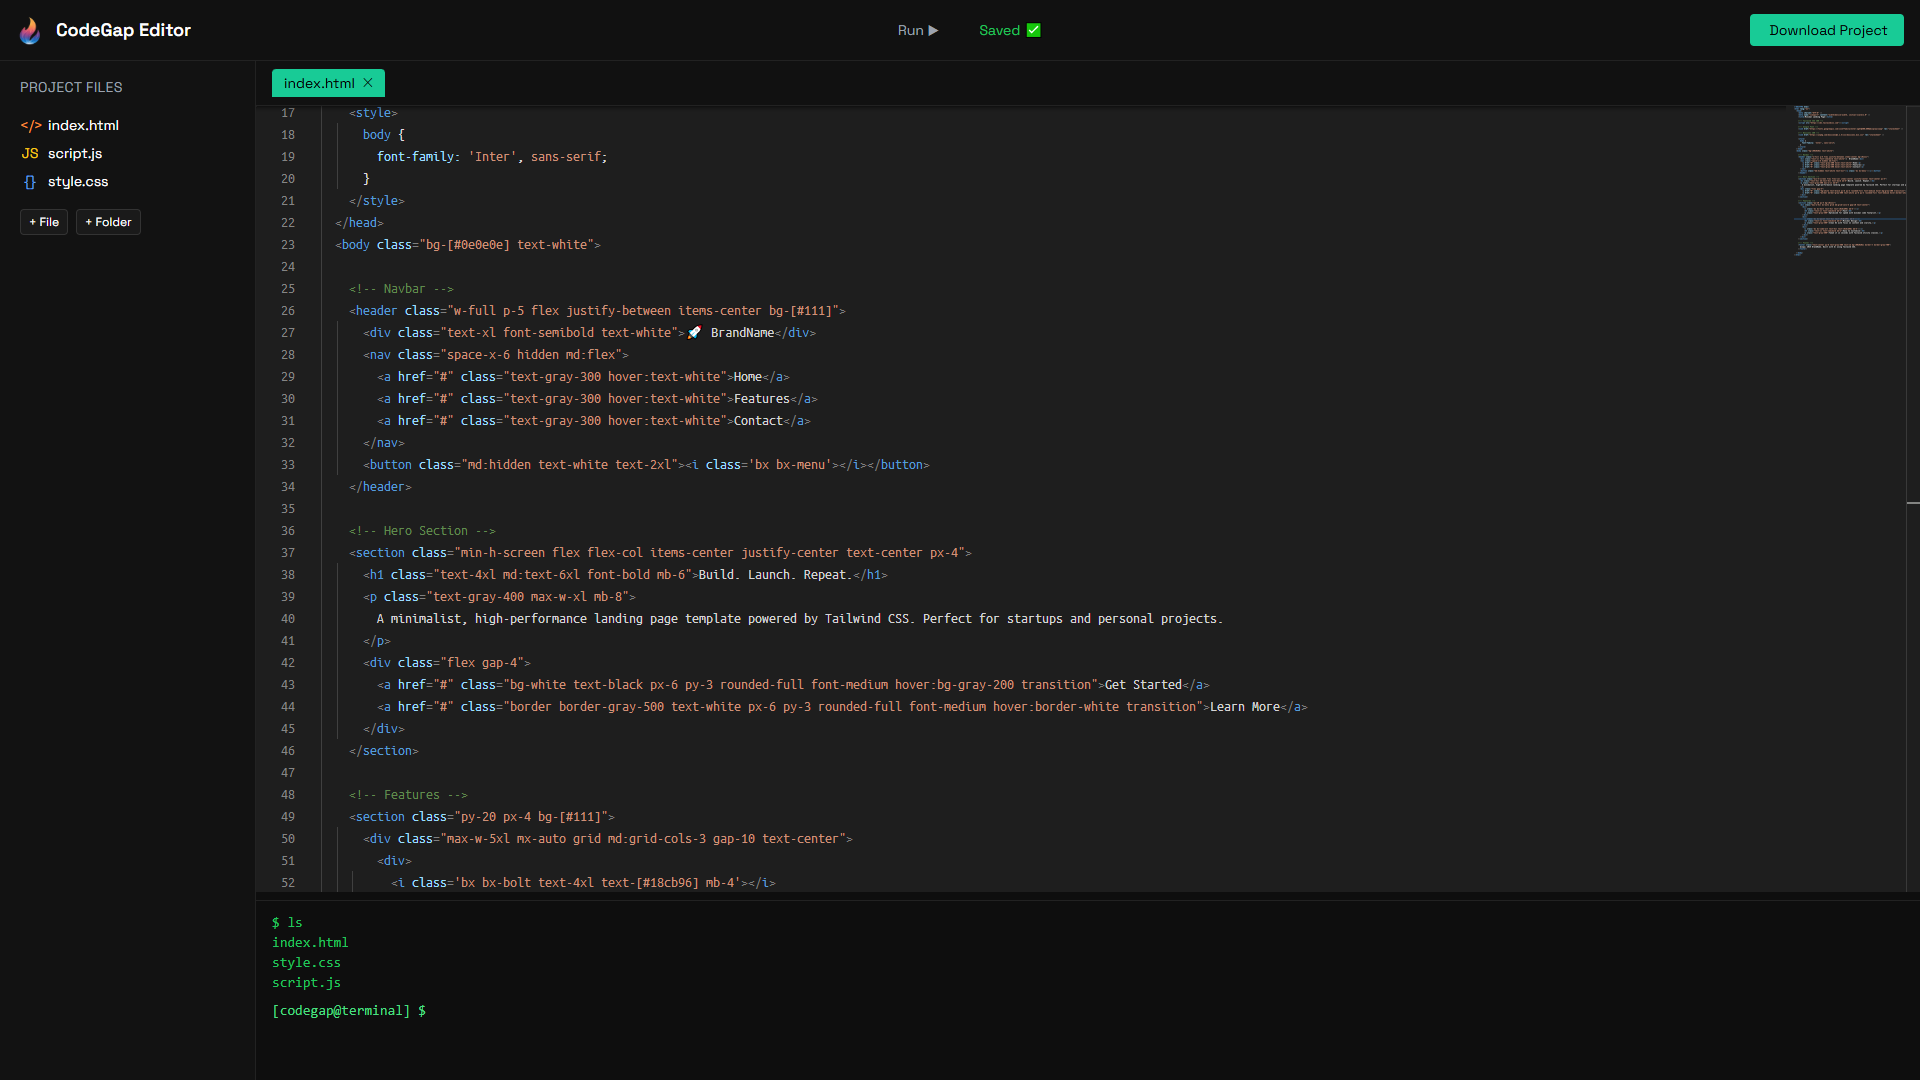 CodeGap Editor
Run ▶
Saved ✅
Download Project
PROJECT FILES
</> index.html
JS script.js
{} style.css
+ File
+ Folder
index.html ×
17 <style>
18 body {
19 font-family: 'Inter', sans-serif;
20 }
21 </style>
22 </head>
23 <body class="bg-[#0e0e0e] text-white">
24
25 <!-- Navbar -->
26 <header class="w-full p-5 flex justify-between items-center bg-[#111]">
27 <div class="text-xl font-semibold text-white">🚀 BrandName</div>
28 <nav class="space-x-6 hidden md:flex">
29 <a href="#" class="text-gray-300 hover:text-white">Home</a>
30 <a href="#" class="text-gray-300 hover:text-white">Features</a>
31 <a href="#" class="text-gray-300 hover:text-white">Contact</a>
32 </nav>
33 <button class="md:hidden text-white text-2xl"><i class='bx bx-menu'></i></button>
34 </header>
35
36 <!-- Hero Section -->
37 <section class="min-h-screen flex flex-col items-center justify-center text-center px-4">
38 <h1 class="text-4xl md:text-6xl font-bold mb-6">Build. Launch. Repeat.</h1>
39 <p class="text-gray-400 max-w-xl mb-8">
40 A minimalist, high-performance landing page template powered by Tailwind CSS. Perfect for startups and personal projects.
41 </p>
42 <div class="flex gap-4">
43 <a href="#" class="bg-white text-black px-6 py-3 rounded-full font-medium hover:bg-gray-200 transition">Get Started</a>
44 <a href="#" class="border border-gray-500 text-white px-6 py-3 rounded-full font-medium hover:border-white transition">Learn More</a>
45 </div>
46 </section>
47
48 <!-- Features -->
49 <section class="py-20 px-4 bg-[#111]">
50 <div class="max-w-5xl mx-auto grid md:grid-cols-3 gap-10 text-center">
51 <div>
52 <i class='bx bx-bolt text-4xl text-[#18cb96] mb-4'></i>
$ ls
index.html
style.css
script.js
[codegap@terminal] $